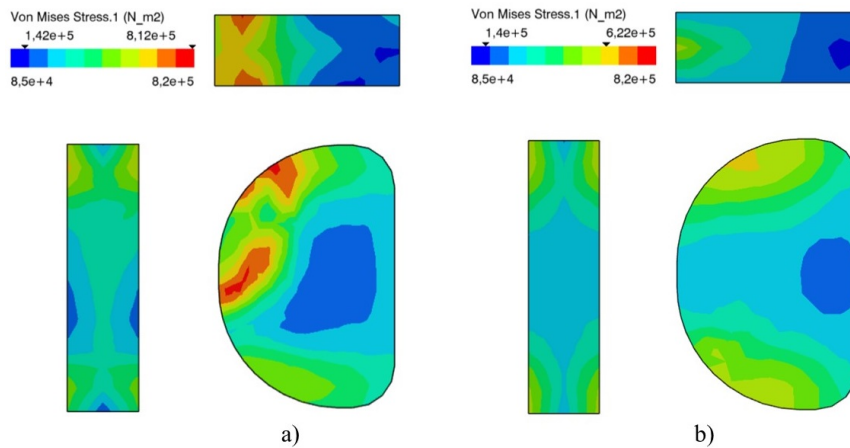 Von Mises Stress.1 (N_m2)
1,42e+5 8,12e+5
8,5e+4 8,2e+5
Von Mises Stress.1 (N_m2)
1,4e+5 6,22e+5
8,5e+4 8,2e+5
a)
b)